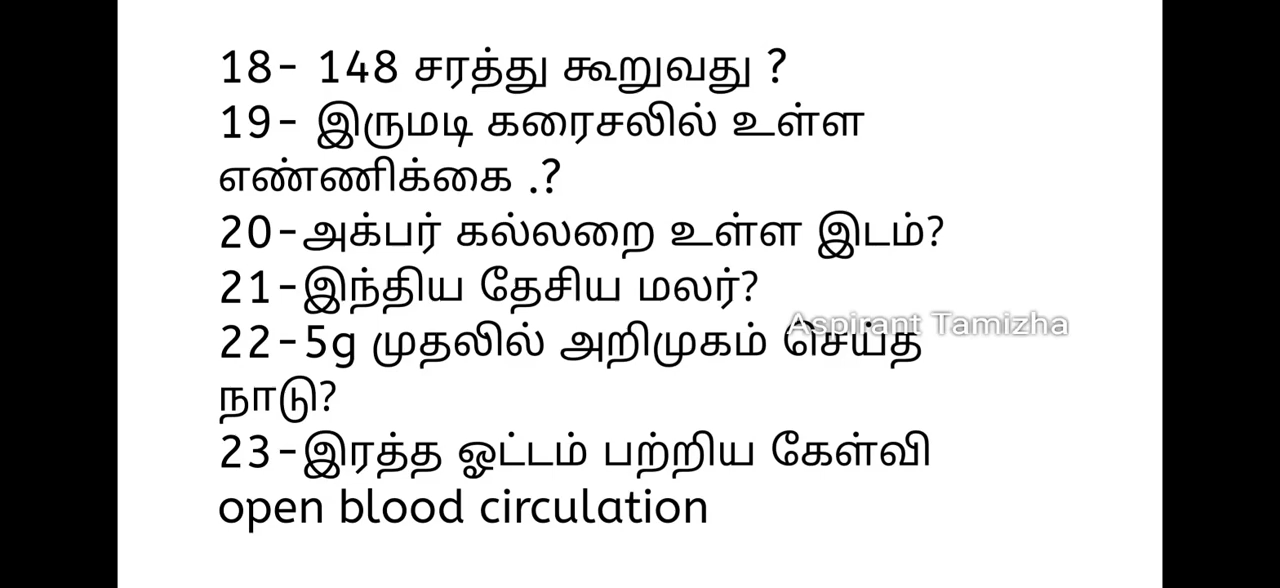 18- 148 சரத்து கூறுவது ?
19- இருமடி கரைசலில் உள்ள
எண்ணிக்கை .?
20-அக்பர் கல்லறை உள்ள இடம்?
21-இந்திய தேசிய மலர்?
Aspirant Tamizha
22-5g முதலில் அறிமுகம் செய்த
நாடு?
23-இரத்த ஓட்டம் பற்றிய கேள்வி
open blood circulation